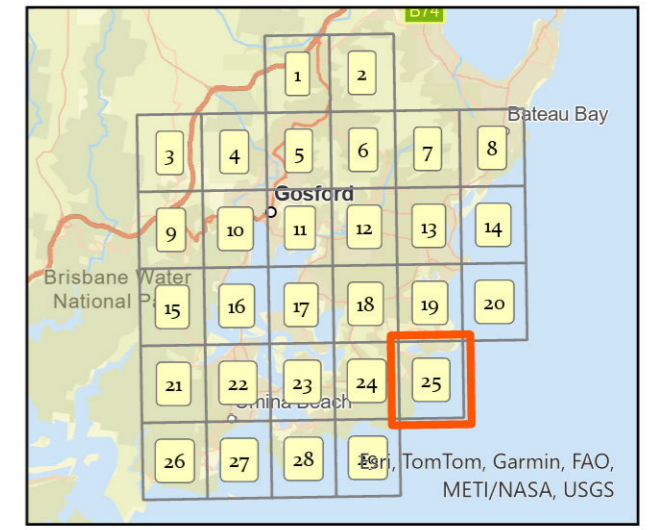 B74
1 2
Bateau Bay
3 4 5 6 7 8
Gosford
9 10 11 12 13 14
Brisbane Water
National
15 16 17 18 19 20
21 22 23 24 25
Umina Beach
26 27 28 29
Esri, TomTom, Garmin, FAO,
METI/NASA, USGS